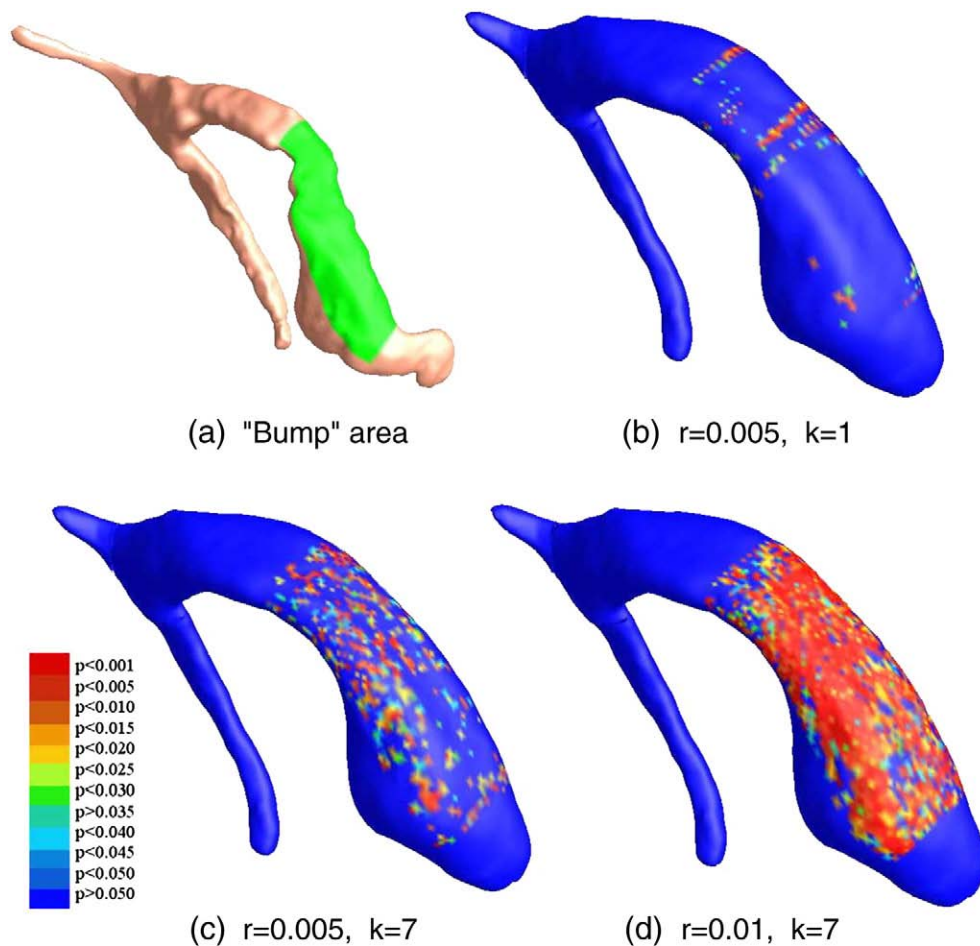 (a) "Bump" area
(b) r=0.005, k=1
p<0.001
p<0.005
p<0.010
p<0.015
p<0.020
p<0.025
p<0.030
p>0.035
p<0.040
p<0.045
p<0.050
p>0.050
(c) r=0.005, k=7
(d) r=0.01, k=7